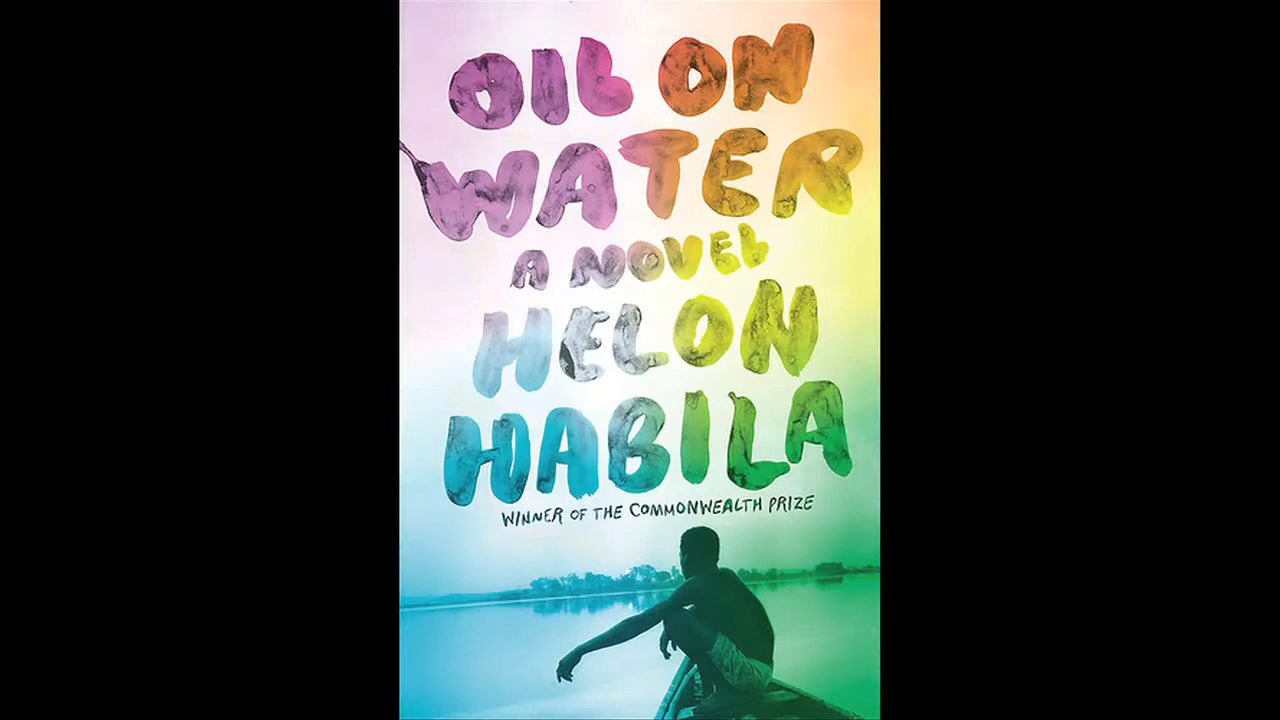 OIL ON
WATER
A NOVEL
HELON
HABILA
WINNER OF THE COMMONWEALTH PRIZE